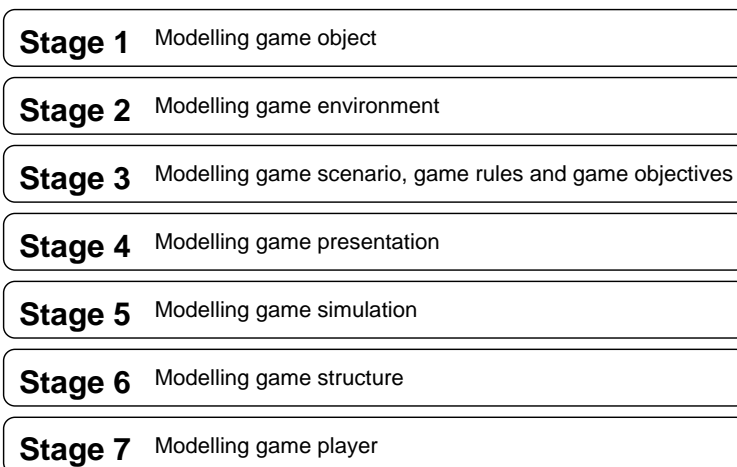 Stage 1 Modelling game object
Stage 2 Modelling game environment
Stage 3 Modelling game scenario, game rules and game objectives
Stage 4 Modelling game presentation
Stage 5 Modelling game simulation
Stage 6 Modelling game structure
Stage 7 Modelling game player